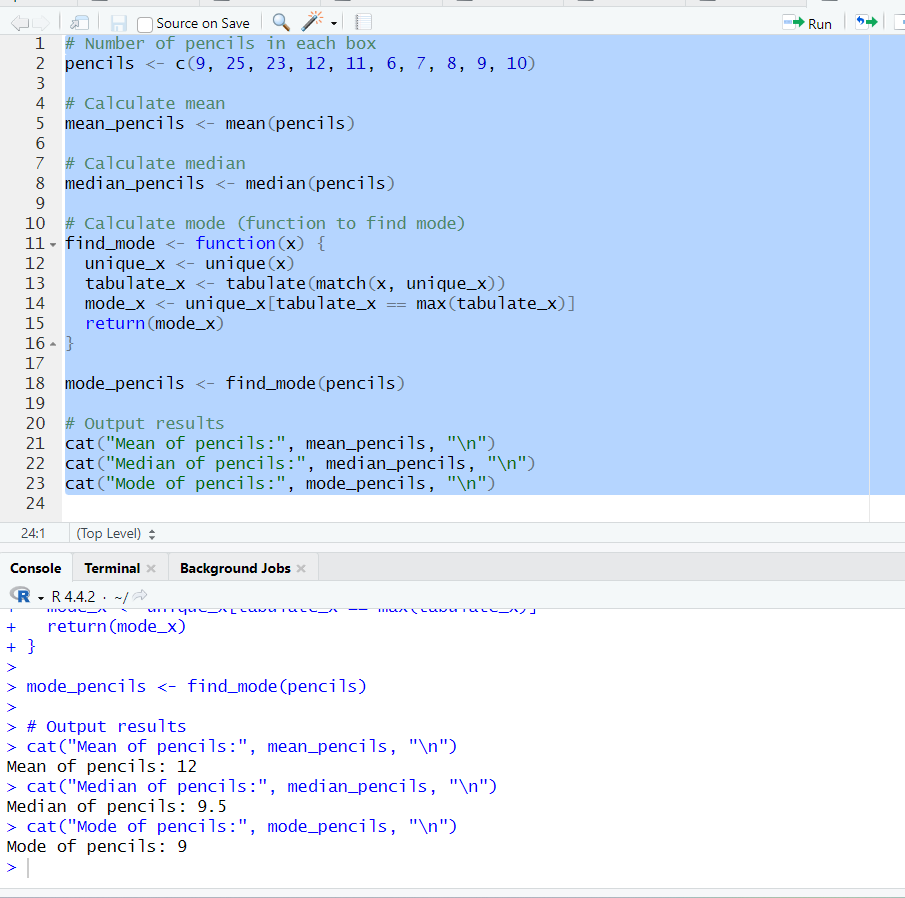 Source on Save
Run
1 # Number of pencils in each box
2 pencils <- c(9, 25, 23, 12, 11, 6, 7, 8, 9, 10)
3
4 # Calculate mean
5 mean_pencils <- mean(pencils)
6
7 # Calculate median
8 median_pencils <- median(pencils)
9
10 # Calculate mode (function to find mode)
11 find_mode <- function(x) {
12   unique_x <- unique(x)
13   tabulate_x <- tabulate(match(x, unique_x))
14   mode_x <- unique_x[tabulate_x == max(tabulate_x)]
15   return(mode_x)
16 }
17
18 mode_pencils <- find_mode(pencils)
19
20 # Output results
21 cat("Mean of pencils:", mean_pencils, "\n")
22 cat("Median of pencils:", median_pencils, "\n")
23 cat("Mode of pencils:", mode_pencils, "\n")
24
24:1 (Top Level)
Console Terminal Background Jobs
R R 4.4.2 · ~/
+   mode_x <- unique_x[tabulate_x == max(tabulate_x)]
+   return(mode_x)
+ }
>
> mode_pencils <- find_mode(pencils)
>
> # Output results
> cat("Mean of pencils:", mean_pencils, "\n")
Mean of pencils: 12
> cat("Median of pencils:", median_pencils, "\n")
Median of pencils: 9.5
> cat("Mode of pencils:", mode_pencils, "\n")
Mode of pencils: 9
>